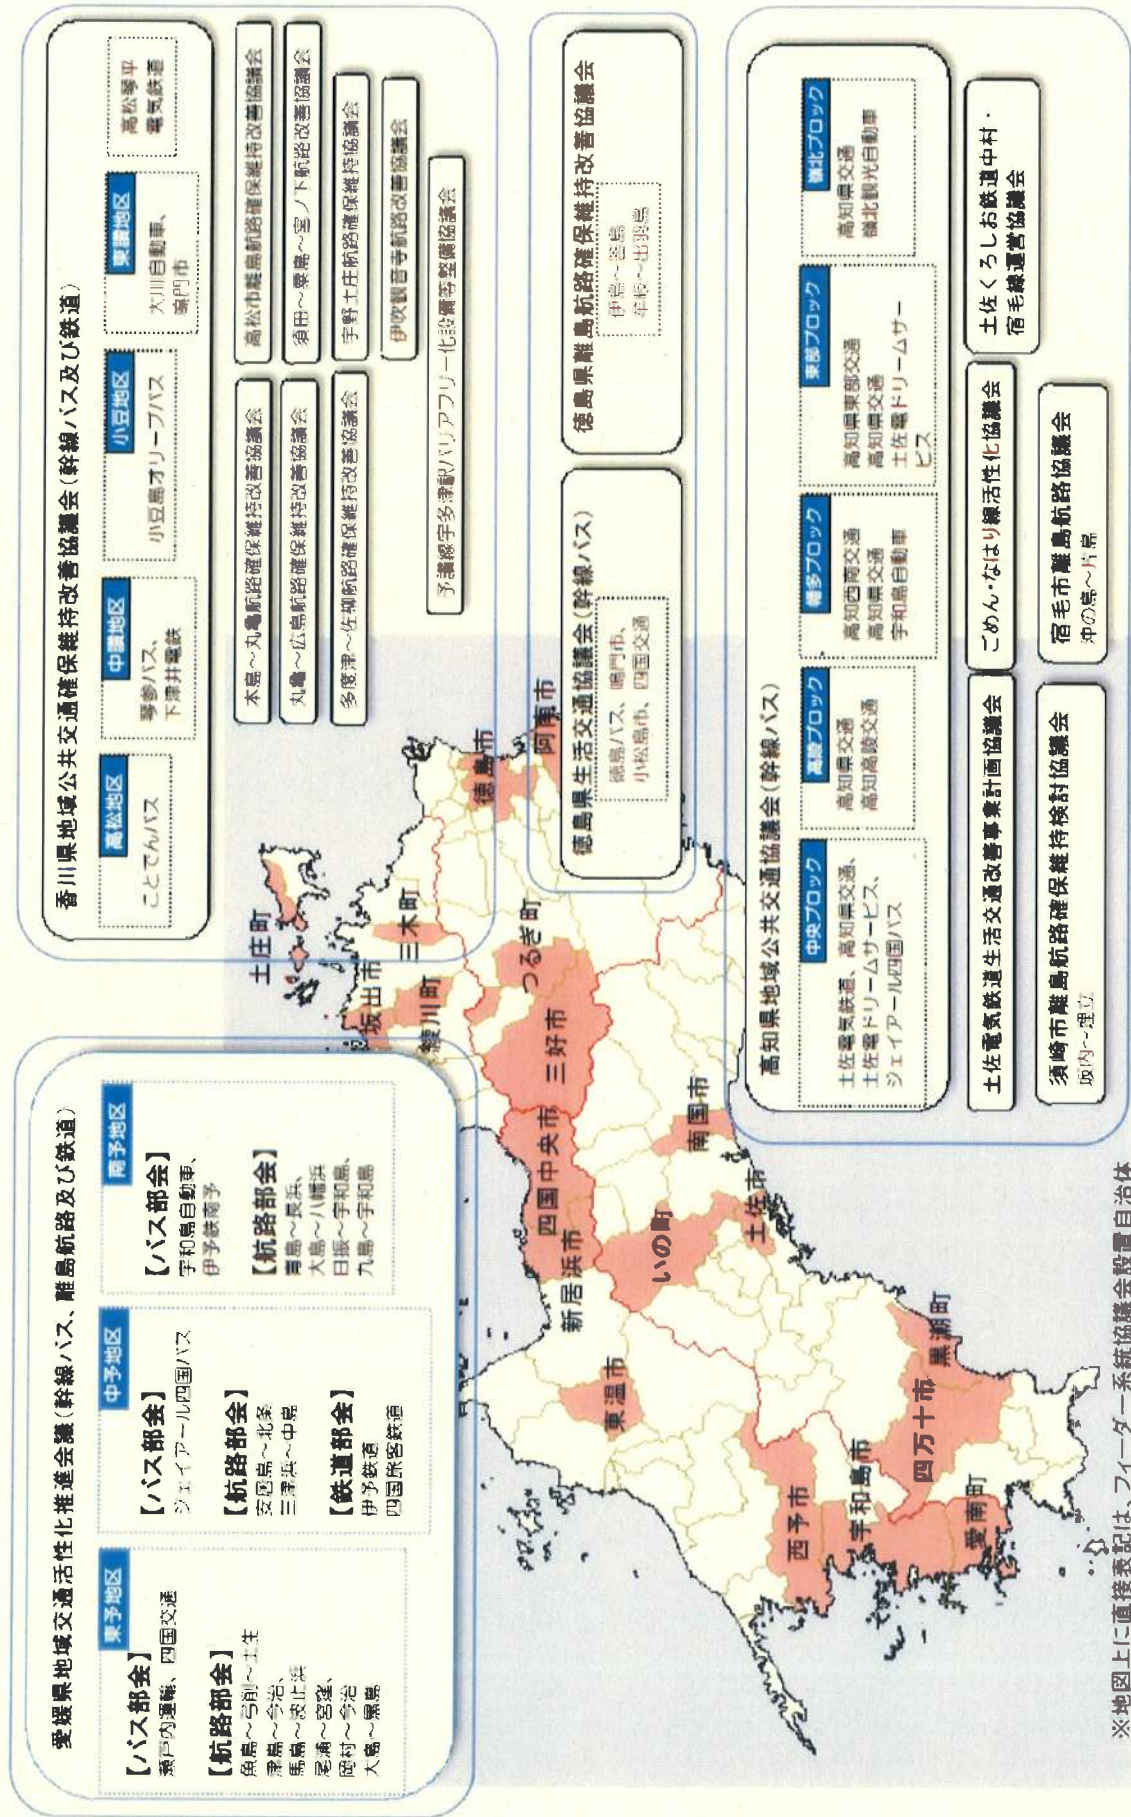 愛媛県地域交通活性化推進会議(幹線バス、離島航路及び鉄道)
東予地区
【バス部会】
瀬戸内運輸、四国交通
【航路部会】
魚島～弓削～土生
津島～今治、
馬島～波止浜
尾浦～宮窪、
岡村～今治
大島～黒島
中予地区
【バス部会】
ジェイアール四国バス
【航路部会】
安居島～北条
三津浜～中島
【鉄道部会】
伊予鉄道
四国旅客鉄道
南予地区
【バス部会】
宇和島自動車、
伊予鉄南予
【航路部会】
青島～長浜、
大島～八幡浜
日振～宇和島、
九島～宇和島
香川県地域公共交通確保維持改善協議会(幹線バス及び鉄道)
高松地区
ことでんバス
中讃地区
琴参バス、
下津井電鉄
小豆地区
小豆島オリーブバス
東讃地区
大川自動車、
鳴門市
高松琴平
電気鉄道
本島～丸亀航路確保維持改善協議会
丸亀～広島航路確保維持改善協議会
多度津～佐柳航路確保維持改善協議会
高松市離島航路確保維持改善協議会
須田～粟島～宮ノ下航路改善協議会
宇野土庄航路確保維持協議会
伊吹観音寺航路改善協議会
予讃線宇多津駅バリアフリー化設備等整備協議会
徳島県生活交通協議会(幹線バス)
徳島バス、鳴門市、
小松島市、四国交通
徳島県離島航路確保維持改善協議会
伊島～答島
牟岐～出羽島
高知県地域公共交通協議会(幹線バス)
中央ブロック
土佐電気鉄道、高知県交通、
土佐電ドリームサービス、
ジェイアール四国バス
高陵ブロック
高知県交通
高知高陵交通
幡多ブロック
高知西南交通
高知県交通
宇和島自動車
東部ブロック
高知県東部交通
高知県交通
土佐電ドリームサー
ビス
嶺北ブロック
高知県交通
嶺北観光自動車
土佐電気鉄道生活交通改善事業計画協議会
ごめん・なはり線活性化協議会
土佐くろしお鉄道中村・
宿毛線運営協議会
須崎市離島航路確保維持検討協議会
坂内～埋立
宿毛市離島航路協議会
沖の島～片島
土庄町
坂出市
三木町
綾川町
徳島市
阿南市
つるぎ町
三好市
四国中央市
新居浜市
東温市
いの町
南国市
土佐市
西予市
宇和島市
四万十市
黒潮町
愛南町
※地図上に直接表記は、フィーダー系統協議会設置自治体